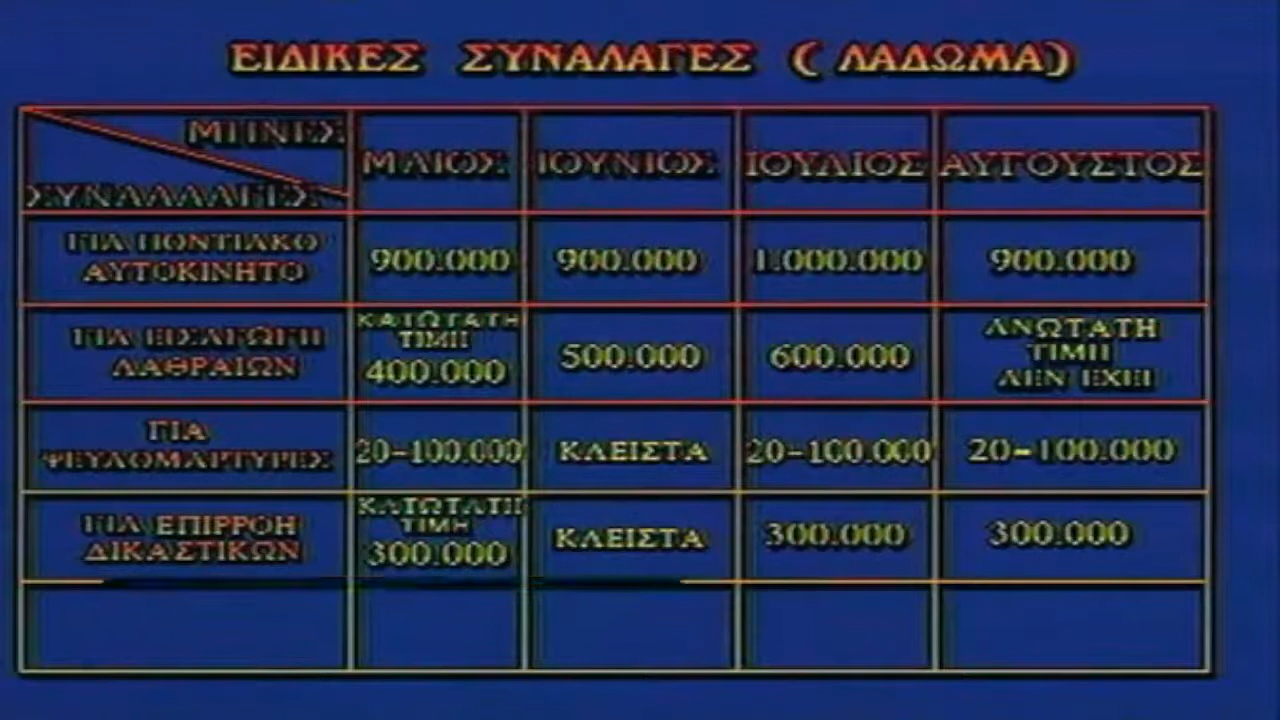 ΕΙΔΙΚΕΣ ΣΥΝΑΛΑΓΕΣ ( ΛΑΔΩΜΑ)
ΜΗΝΕΣ
ΣΥΝΑΛΛΑΓΕΣ
ΜΑΙΟΣ ΙΟΥΝΙΟΣ ΙΟΥΛΙΟΣ ΑΥΓΟΥΣΤΟΣ
ΓΙΑ ΠΟΝΤΙΑΚΟ
ΑΥΤΟΚΙΝΗΤΟ
900.000 900.000 1.000.000 900.000
ΓΙΑ ΕΙΣΑΓΩΓΗ
ΛΑΘΡΑΙΩΝ
ΚΑΤΩΤΑΤΗ
ΤΙΜΗ
400.000
500.000
600.000
ΑΝΩΤΑΤΗ
ΤΙΜΗ
ΔΕΝ ΕΧΕΙ
ΓΙΑ
ΨΕΥΔΟΜΑΡΤΥΡΕΣ
20-100.000 ΚΛΕΙΣΤΑ 20-100.000 20-100.000
ΓΙΑ ΕΠΙΡΡΟΗ
ΔΙΚΑΣΤΙΚΩΝ
ΚΑΤΩΤΑΤΗ
ΤΙΜΗ
300.000
ΚΛΕΙΣΤΑ
300.000
300.000